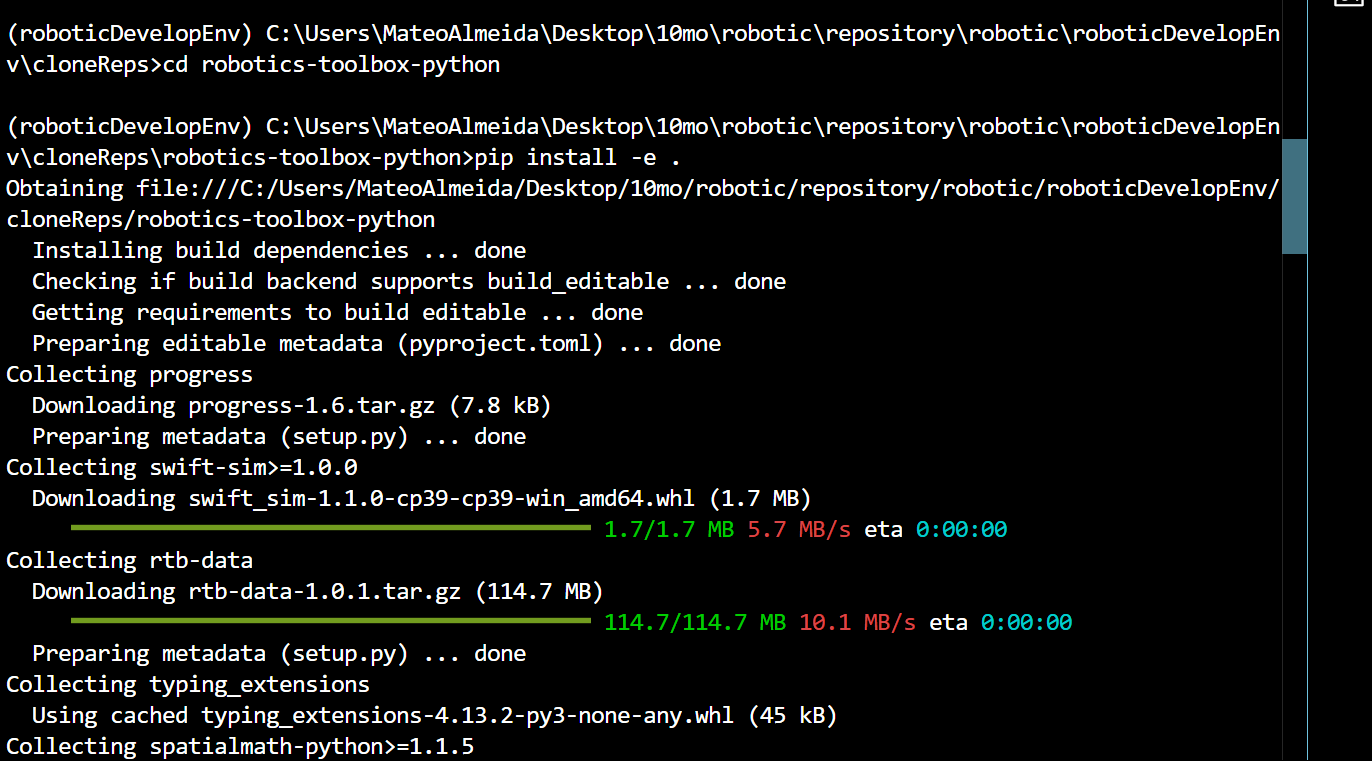 (roboticDevelopEnv) C:\Users\MateoAlmeida\Desktop\10mo\robotic\repository\robotic\roboticDevelopEn
v\cloneReps>cd robotics-toolbox-python
(roboticDevelopEnv) C:\Users\MateoAlmeida\Desktop\10mo\robotic\repository\robotic\roboticDevelopEn
v\cloneReps\robotics-toolbox-python>pip install -e .
Obtaining file:///C:/Users/MateoAlmeida/Desktop/10mo/robotic/repository/robotic/roboticDevelopEnv/
cloneReps/robotics-toolbox-python
  Installing build dependencies ... done
  Checking if build backend supports build_editable ... done
  Getting requirements to build editable ... done
  Preparing editable metadata (pyproject.toml) ... done
Collecting progress
  Downloading progress-1.6.tar.gz (7.8 kB)
  Preparing metadata (setup.py) ... done
Collecting swift-sim>=1.0.0
  Downloading swift_sim-1.1.0-cp39-cp39-win_amd64.whl (1.7 MB)
1.7/1.7 MB 5.7 MB/s eta 0:00:00
Collecting rtb-data
  Downloading rtb-data-1.0.1.tar.gz (114.7 MB)
114.7/114.7 MB 10.1 MB/s eta 0:00:00
  Preparing metadata (setup.py) ... done
Collecting typing_extensions
  Using cached typing_extensions-4.13.2-py3-none-any.whl (45 kB)
Collecting spatialmath-python>=1.1.5